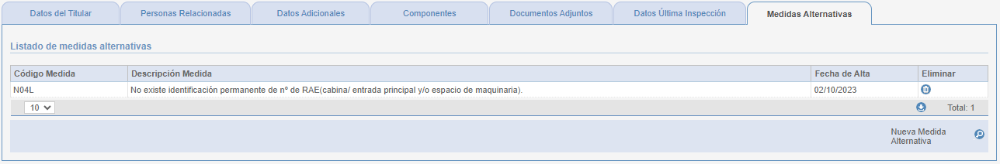 Datos del Titular
Personas Relacionadas
Datos Adicionales
Componentes
Documentos Adjuntos
Datos Última Inspección
Medidas Alternativas
Listado de medidas alternativas
Código Medida
Descripción Medida
Fecha de Alta
Eliminar
N04L
No existe identificación permanente de nº de RAE(cabina/ entrada principal y/o espacio de maquinaria).
02/10/2023
10
Total: 1
Nueva Medida
Alternativa